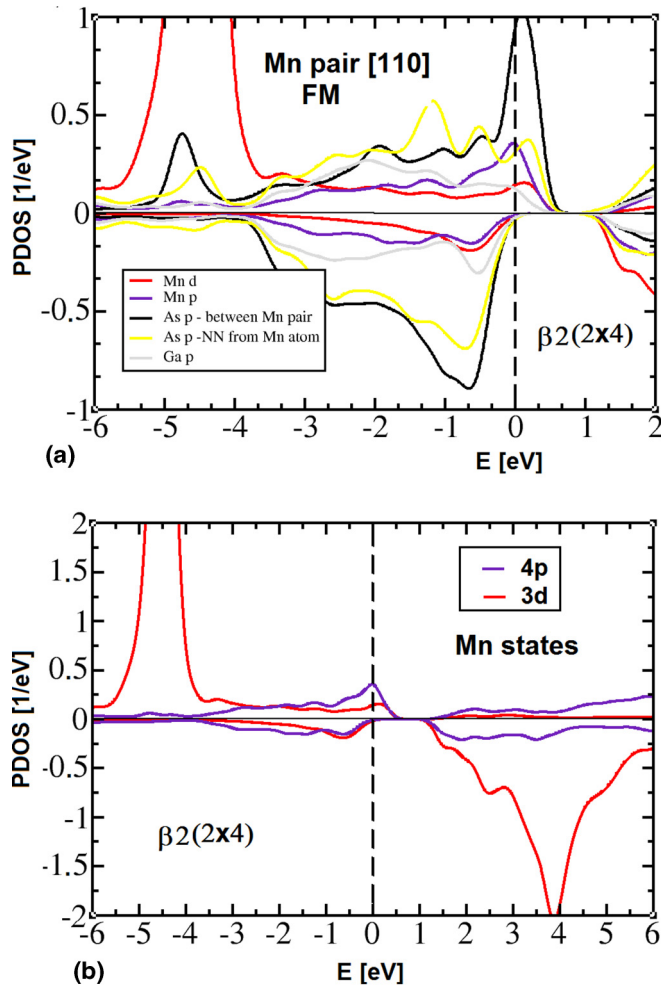 Mn pair [110]
FM
1
0.5
0
-0.5
-1
PDOS [1/eV]
Mn d
Mn p
As p - between Mn pair
As p -NN from Mn atom
Ga p
β2(2x4)
-6 -5 -4 -3 -2 -1 0 1 2
(a)
E [eV]
2
1.5
1
0.5
0
-0.5
-1
-1.5
-2
PDOS [1/eV]
4p
3d
Mn states
β2(2x4)
-6 -5 -4 -3 -2 -1 0 1 2 3 4 5 6
(b)
E [eV]